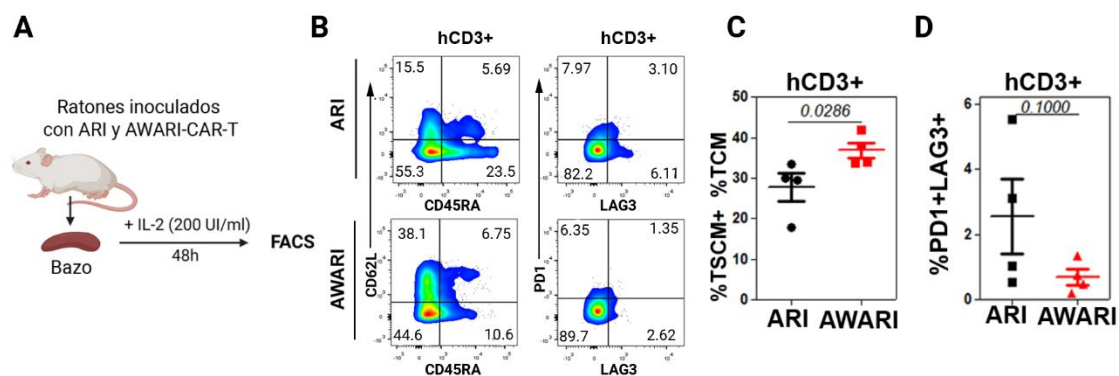 A
Ratones inoculados
con ARI y AWARI-CAR-T
+ IL-2 (200 UI/ml)
48h
FACS
Bazo
B
hCD3+
hCD3+
ARI
15.5 5.69
55.3 23.5
CD45RA
7.97 3.10
82.2 6.11
LAG3
AWARI
CD62L
38.1 6.75
44.6 10.6
CD45RA
PD1
6.35 1.35
89.7 2.62
LAG3
C
hCD3+
%TSCM+ %TCM
0.0286
50
40
30
20
10
0
ARI AWARI
D
hCD3+
%PD1+LAG3+
0.1000
6
4
2
0
ARI AWARI